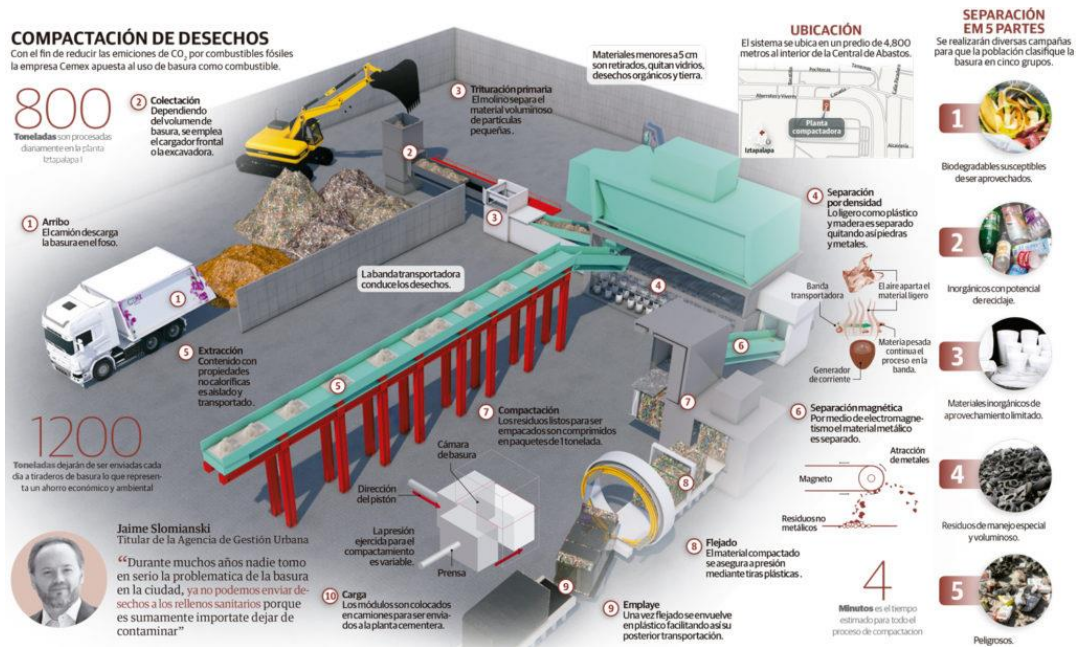 COMPACTACIÓN DE DESECHOS
Con el fin de reducir las emiciones de CO2 por combustibles fósiles
la empresa Cemex apuesta al uso de basura como combustible.
800
Toneladas son procesadas
diariamente en la planta
Iztapalapa I
2
Colectación
Dependiendo
del volumen de
basura, se emplea
el cargador frontal
o la excavadora.
3
Trituración primaria
El molino separa el
material voluminoso
de partículas
pequeñas.
Materiales menores a 5 cm
son retirados, quitan vidrios,
desechos orgánicos y tierra.
UBICACIÓN
El sistema se ubica en un predio de 4,800
metros al interior de la Central de Abastos.
Planta
compactadora
Iztapalapa
SEPARACIÓN
EM 5 PARTES
Se realizarán diversas campañas
para que la población clasifique la
basura en cinco grupos.
1
Biodegradables susceptibles
de ser aprovechados.
2
Inorgánicos con potencial
de reciclaje.
3
Materiales inorgánicos de
aprovechamiento limitado.
4
Residuos de manejo especial
y voluminoso.
5
Peligrosos.
1
Arribo
El camión descarga
la basura en el foso.
1
2
3
La banda transportadora
conduce los desechos.
4
Separación
por densidad
Lo ligero como plástico
y madera es separado
quitando así piedras
y metales.
4
Banda
transportadora
El aire aparta el
material ligero
Materia pesada
continua el
proceso en la
banda.
Generador
de corriente
5
Extracción
Contenido con
propiedades
no caloríficas
es aislado y
transportado.
5
6
6
Separación magnética
Por medio de electromagne-
tismo el material metálico
es separado.
Atracción
de metales
Magneto
Residuos no
metálicos
7
Compactación
Los residuos listos para ser
empacados son comprimidos
en paquetes de 1 tonelada.
7
Cámara
de basura
Dirección
del pistón
La presión
ejercida para el
compactamiento
es variable.
Prensa
1200
Toneladas dejarán de ser enviadas cada
día a tiraderos de basura lo que represen-
ta un ahorro económico y ambiental
Jaime Slomianski
Titular de la Agencia de Gestión Urbana
“Durante muchos años nadie tomo
en serio la problematica de la basura
en la ciudad, ya no podemos enviar de-
sechos a los rellenos sanitarios porque
es sumamente importate dejar de
contaminar”
8
8
Flejado
El material compactado
se asegura a presión
mediante tiras plásticas.
9
9
Emplaye
Una vez flejado se envuelve
en plástico facilitando así su
posterior transportación.
10
Carga
Los módulos son colocados
en camiones para ser envia-
dos a la planta cementera.
4
Minutos es el tiempo
estimado para todo el
proceso de compactacion